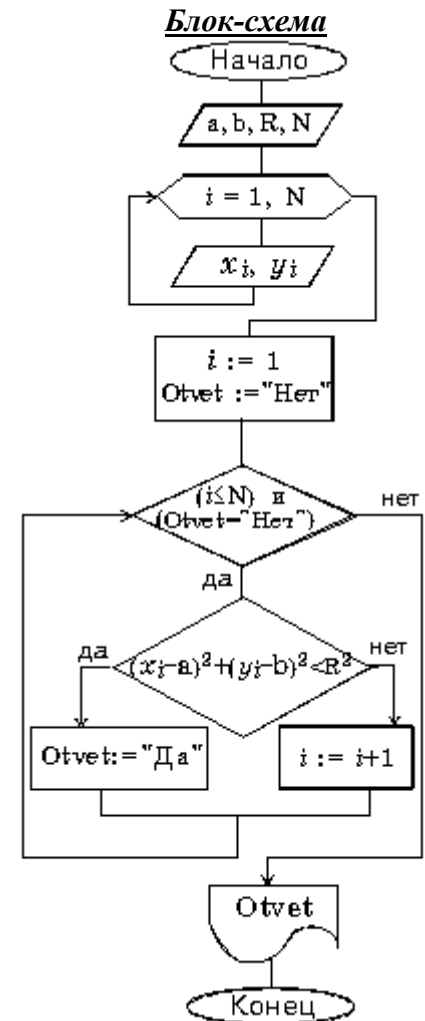 Блок-схема
Начало
a, b, R, N
i = 1, N
xi, yi
i := 1
Otvet :="Нет"
(i≤N) и
(Otvet="Нет")
нет
да
да
(xi-a)²+(yi-b)²<R²
нет
Otvet:="Да"
i := i+1
Otvet
Конец